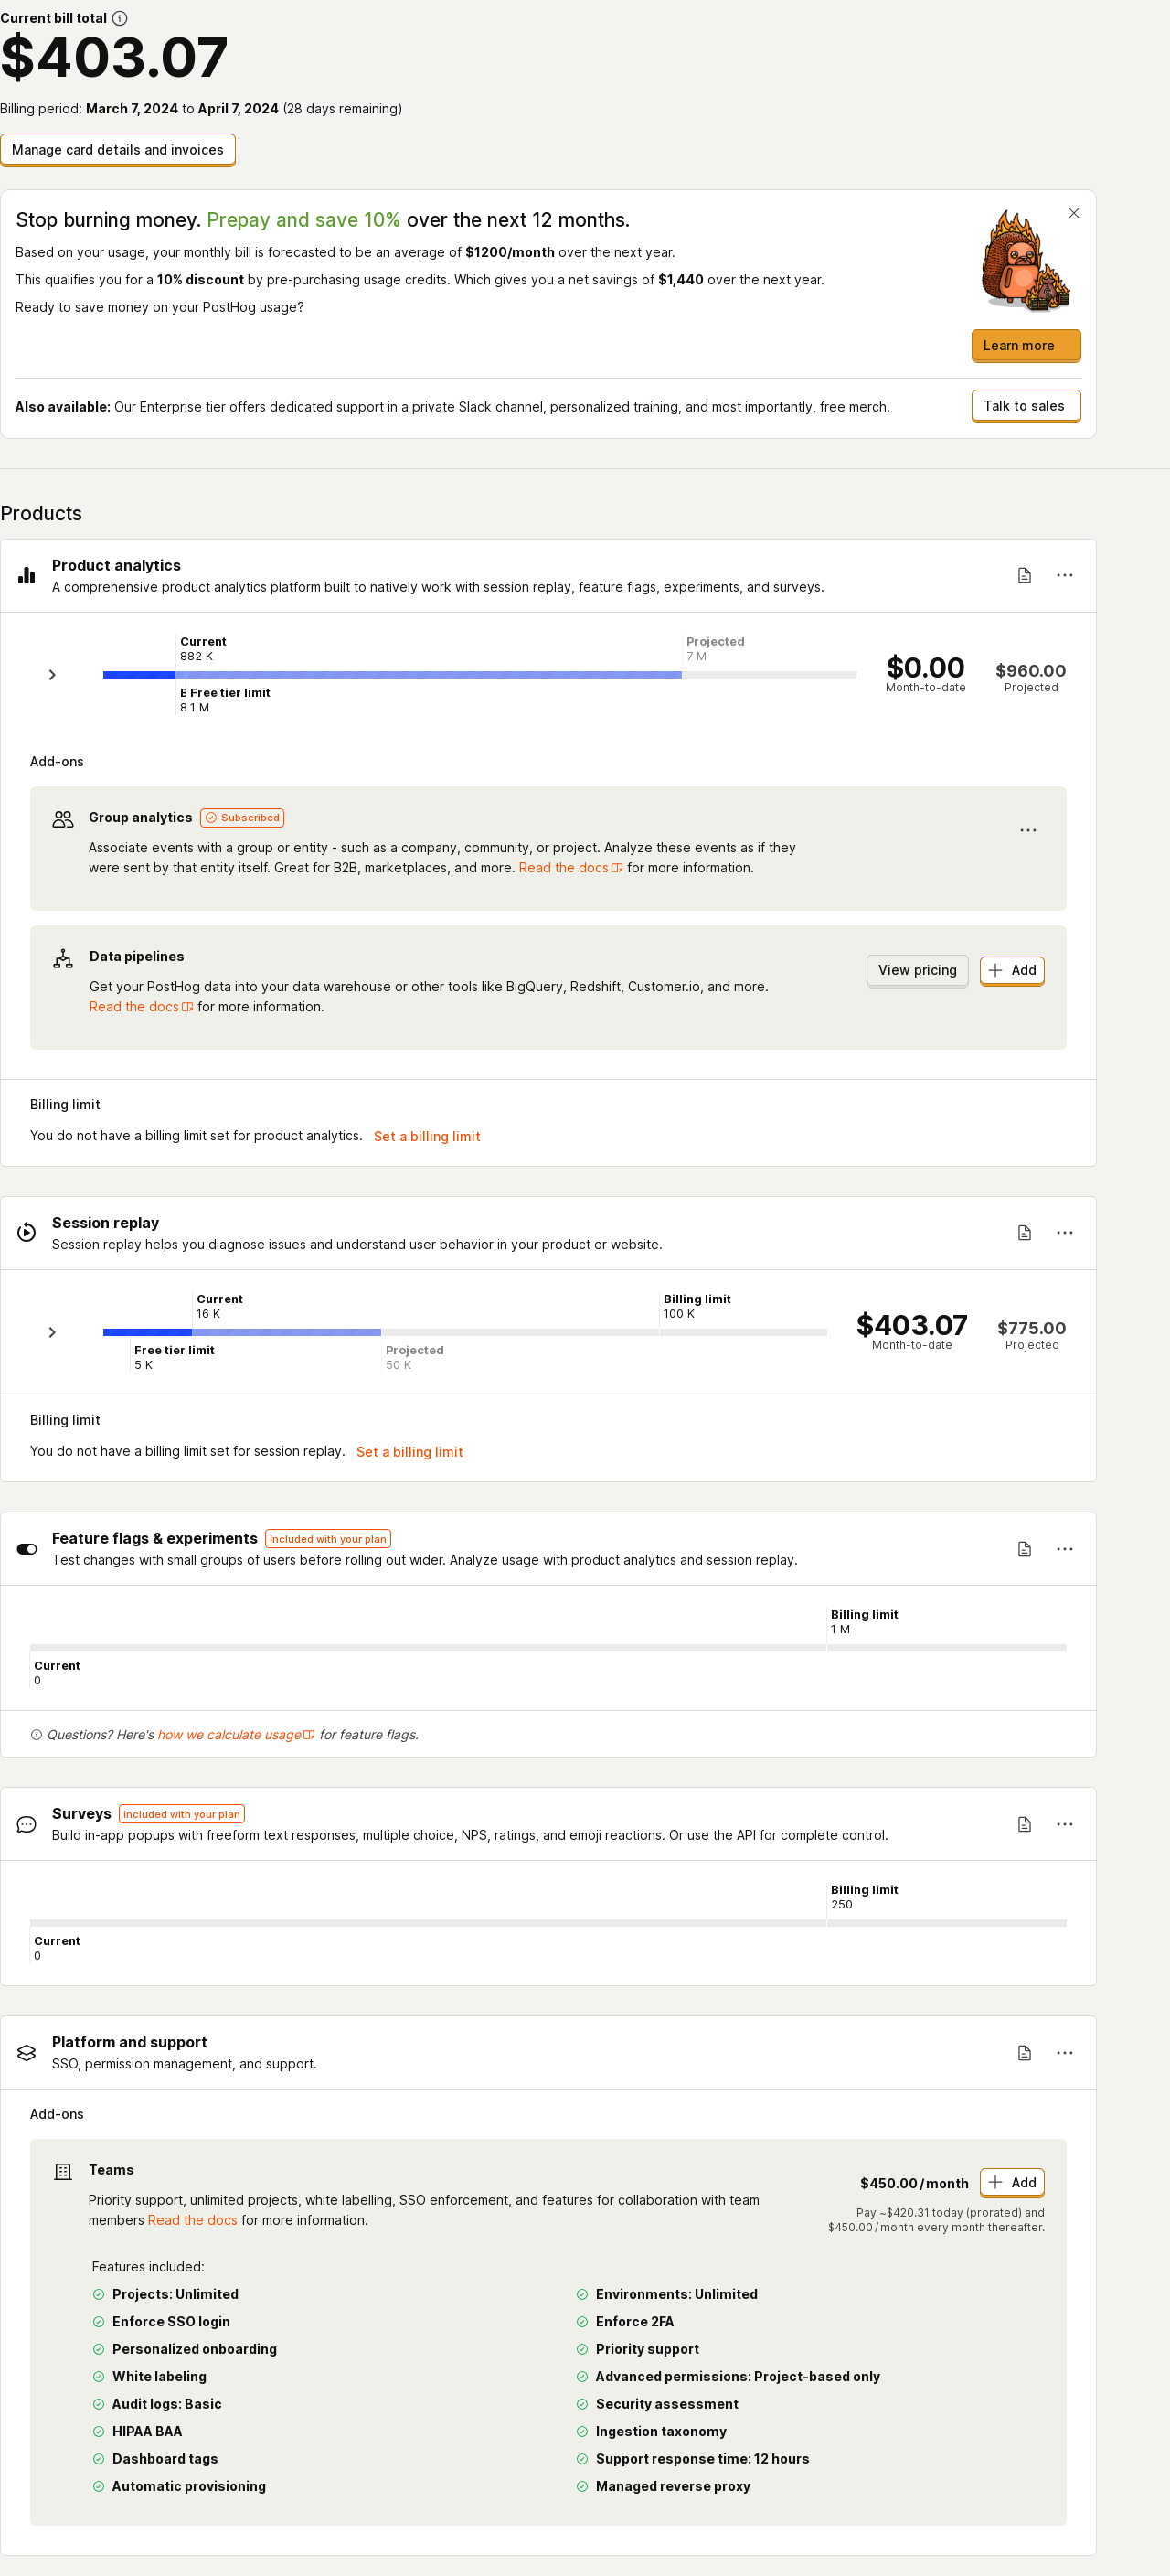 Current bill total
$403.07
Billing period: March 7, 2024 to April 7, 2024 (28 days remaining)
Manage card details and invoices
Stop burning money. Prepay and save 10% over the next 12 months.
Based on your usage, your monthly bill is forecasted to be an average of $1200/month over the next year.
This qualifies you for a 10% discount by pre-purchasing usage credits. Which gives you a net savings of $1,440 over the next year.
Ready to save money on your PostHog usage?
Learn more
Also available: Our Enterprise tier offers dedicated support in a private Slack channel, personalized training, and most importantly, free merch.
Talk to sales
Products
Product analytics
A comprehensive product analytics platform built to natively work with session replay, feature flags, experiments, and surveys.
Current
882 K
Projected
7 M
Free tier limit
1 M
$0.00
Month-to-date
$960.00
Projected
Add-ons
Group analytics Subscribed
Associate events with a group or entity - such as a company, community, or project. Analyze these events as if they
were sent by that entity itself. Great for B2B, marketplaces, and more. Read the docs for more information.
Data pipelines
Get your PostHog data into your data warehouse or other tools like BigQuery, Redshift, Customer.io, and more.
Read the docs for more information.
View pricing
Add
Billing limit
You do not have a billing limit set for product analytics. Set a billing limit
Session replay
Session replay helps you diagnose issues and understand user behavior in your product or website.
Current
16 K
Billing limit
100 K
Free tier limit
5 K
Projected
50 K
$403.07
Month-to-date
$775.00
Projected
Billing limit
You do not have a billing limit set for session replay. Set a billing limit
Feature flags & experiments included with your plan
Test changes with small groups of users before rolling out wider. Analyze usage with product analytics and session replay.
Billing limit
1 M
Current
0
Questions? Here's how we calculate usage for feature flags.
Surveys included with your plan
Build in-app popups with freeform text responses, multiple choice, NPS, ratings, and emoji reactions. Or use the API for complete control.
Billing limit
250
Current
0
Platform and support
SSO, permission management, and support.
Add-ons
Teams
Priority support, unlimited projects, white labelling, SSO enforcement, and features for collaboration with team
members Read the docs for more information.
$450.00/month
Add
Pay ~$420.31 today (prorated) and
$450.00/month every month thereafter.
Features included:
Projects: Unlimited
Environments: Unlimited
Enforce SSO login
Enforce 2FA
Personalized onboarding
Priority support
White labeling
Advanced permissions: Project-based only
Audit logs: Basic
Security assessment
HIPAA BAA
Ingestion taxonomy
Dashboard tags
Support response time: 12 hours
Automatic provisioning
Managed reverse proxy